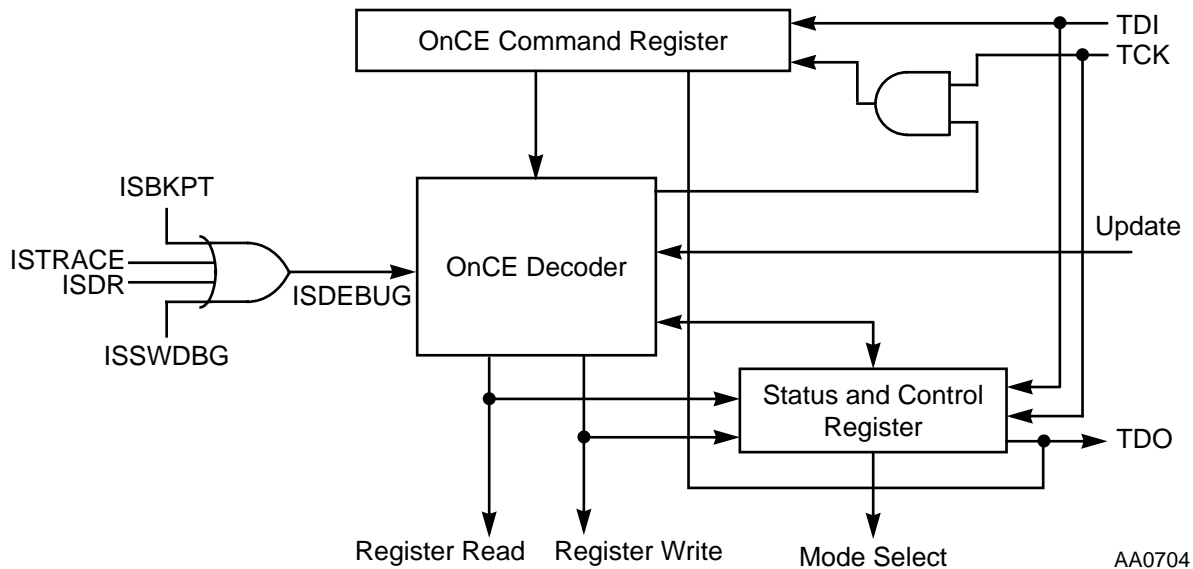 OnCE Command Register
TDI
TCK
ISBKPT
ISTRACE
ISDR
ISSWDBG
ISDEBUG
OnCE Decoder
Update
Status and Control
Register
TDO
Register Read
Register Write
Mode Select
AA0704